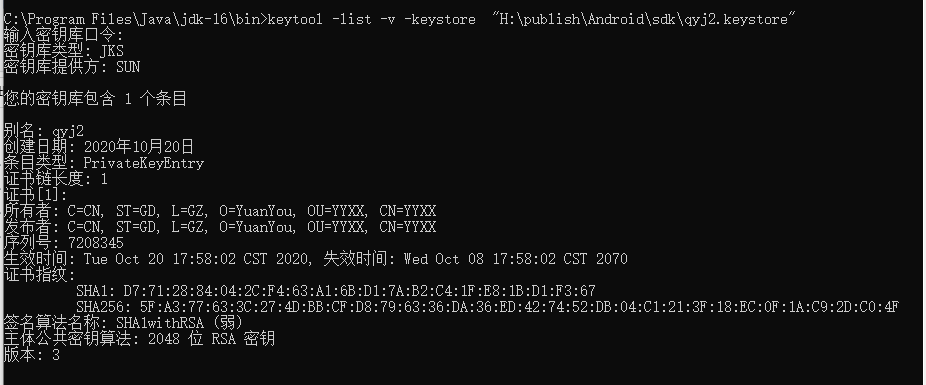 C:\Program Files\Java\jdk-16\bin>keytool -list -v -keystore  "H:\publish\Android\sdk\qyj2.keystore"
输入密钥库口令:
密钥库类型: JKS
密钥库提供方: SUN
您的密钥库包含 1 个条目
别名: qyj2
创建日期: 2020年10月20日
条目类型: PrivateKeyEntry
证书链长度: 1
证书[1]:
所有者: C=CN, ST=GD, L=GZ, O=YuanYou, OU=YYXX, CN=YYXX
发布者: C=CN, ST=GD, L=GZ, O=YuanYou, OU=YYXX, CN=YYXX
序列号: 7208345
生效时间: Tue Oct 20 17:58:02 CST 2020, 失效时间: Wed Oct 08 17:58:02 CST 2070
证书指纹:
SHA1: D7:71:28:84:04:2C:F4:63:A1:6B:D1:7A:B2:C4:1F:E8:1B:D1:F3:67
SHA256: 5F:A3:77:63:3C:27:4D:BB:CF:D8:79:63:36:DA:36:ED:42:74:52:DB:04:C1:21:3F:18:EC:0F:1A:C9:2D:C0:4F
签名算法名称: SHA1withRSA (弱)
主体公共密钥算法: 2048 位 RSA 密钥
版本: 3